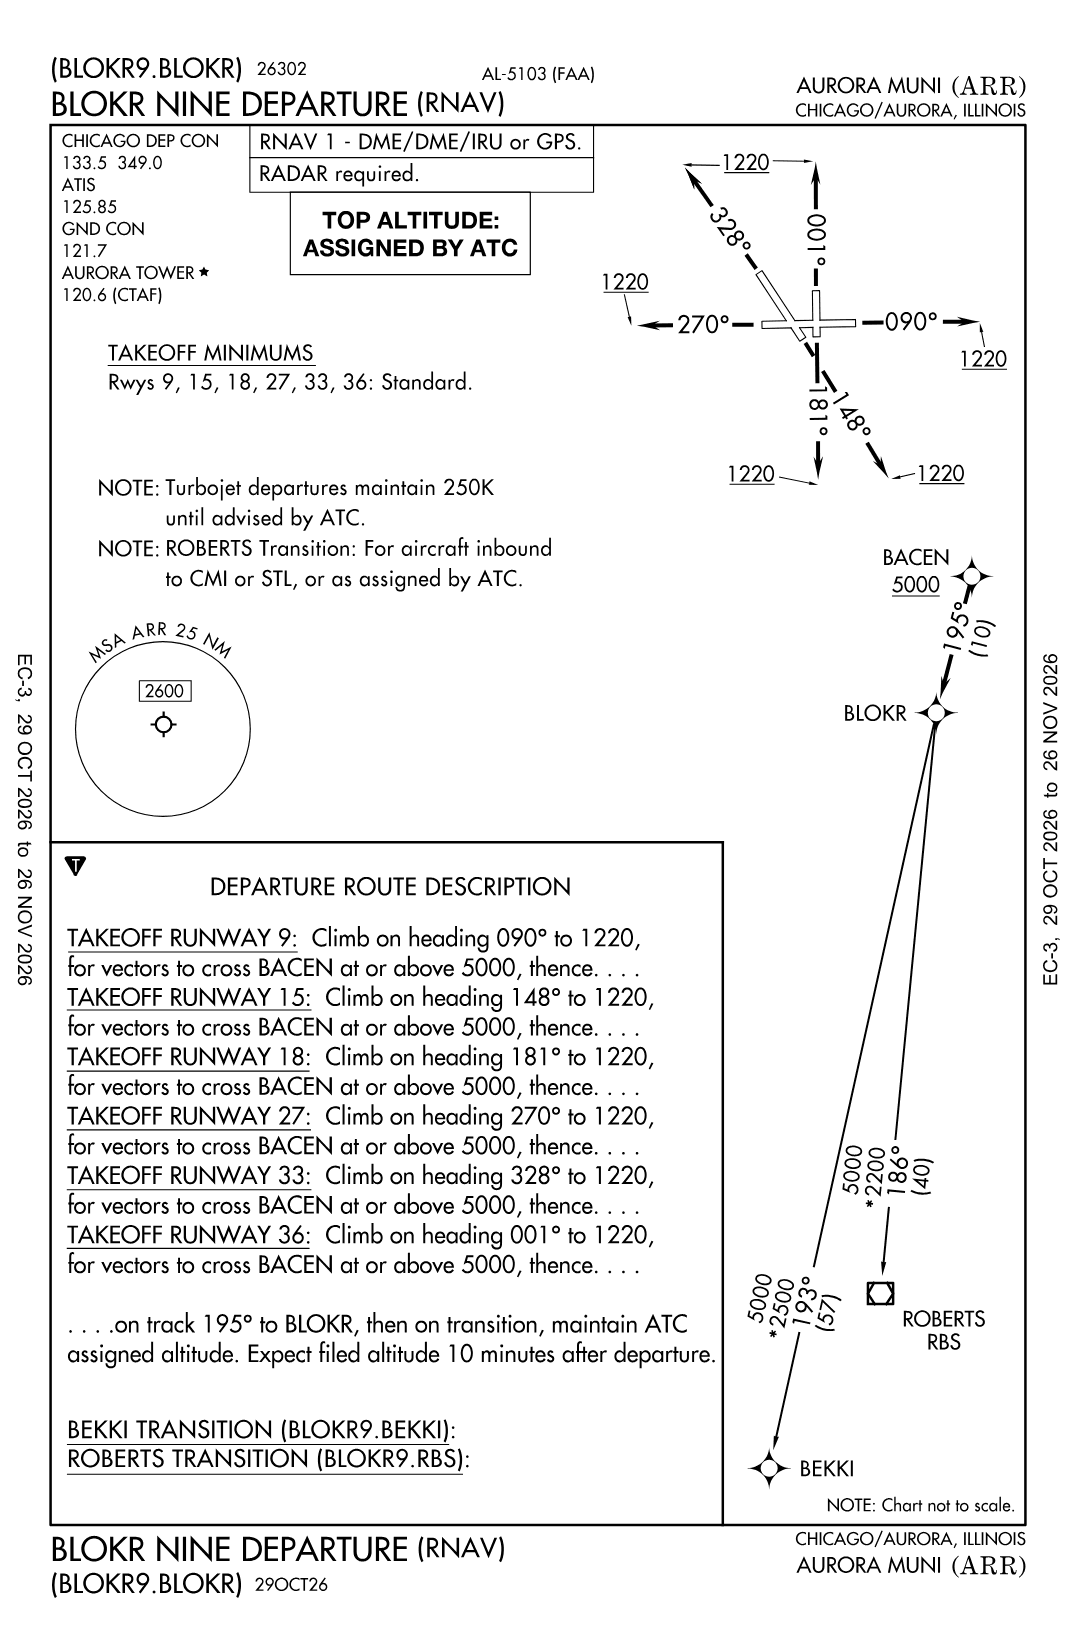 (BLOKR9.BLOKR) 26302
AL-5103 (FAA)
BLOKR NINE DEPARTURE (RNAV)
AURORA MUNI (ARR)
CHICAGO/AURORA, ILLINOIS
CHICAGO DEP CON
133.5 349.0
ATIS
125.85
GND CON
121.7
AURORA TOWER ★
120.6 (CTAF)
RNAV 1 - DME/DME/IRU or GPS.
RADAR required.
TOP ALTITUDE:
ASSIGNED BY ATC
1220
328°
001°
1220
270°
090°
1220
181°
148°
1220
1220
TAKEOFF MINIMUMS
Rwys 9, 15, 18, 27, 33, 36: Standard.
NOTE: Turbojet departures maintain 250K
until advised by ATC.
NOTE: ROBERTS Transition: For aircraft inbound
to CMI or STL, or as assigned by ATC.
BACEN
5000
195°
(10)
BLOKR
MSA ARR 25 NM
2600
EC-3, 29 OCT 2026 to 26 NOV 2026
EC-3, 29 OCT 2026 to 26 NOV 2026
T
DEPARTURE ROUTE DESCRIPTION
TAKEOFF RUNWAY 9: Climb on heading 090° to 1220,
for vectors to cross BACEN at or above 5000, thence. . . .
TAKEOFF RUNWAY 15: Climb on heading 148° to 1220,
for vectors to cross BACEN at or above 5000, thence. . . .
TAKEOFF RUNWAY 18: Climb on heading 181° to 1220,
for vectors to cross BACEN at or above 5000, thence. . . .
TAKEOFF RUNWAY 27: Climb on heading 270° to 1220,
for vectors to cross BACEN at or above 5000, thence. . . .
TAKEOFF RUNWAY 33: Climb on heading 328° to 1220,
for vectors to cross BACEN at or above 5000, thence. . . .
TAKEOFF RUNWAY 36: Climb on heading 001° to 1220,
for vectors to cross BACEN at or above 5000, thence. . . .
. . . .on track 195° to BLOKR, then on transition, maintain ATC
assigned altitude. Expect filed altitude 10 minutes after departure.
BEKKI TRANSITION (BLOKR9.BEKKI):
ROBERTS TRANSITION (BLOKR9.RBS):
5000
*2200
186°
(40)
5000
*2500
193°
(57)
ROBERTS
RBS
BEKKI
NOTE: Chart not to scale.
BLOKR NINE DEPARTURE (RNAV)
(BLOKR9.BLOKR) 29OCT26
CHICAGO/AURORA, ILLINOIS
AURORA MUNI (ARR)